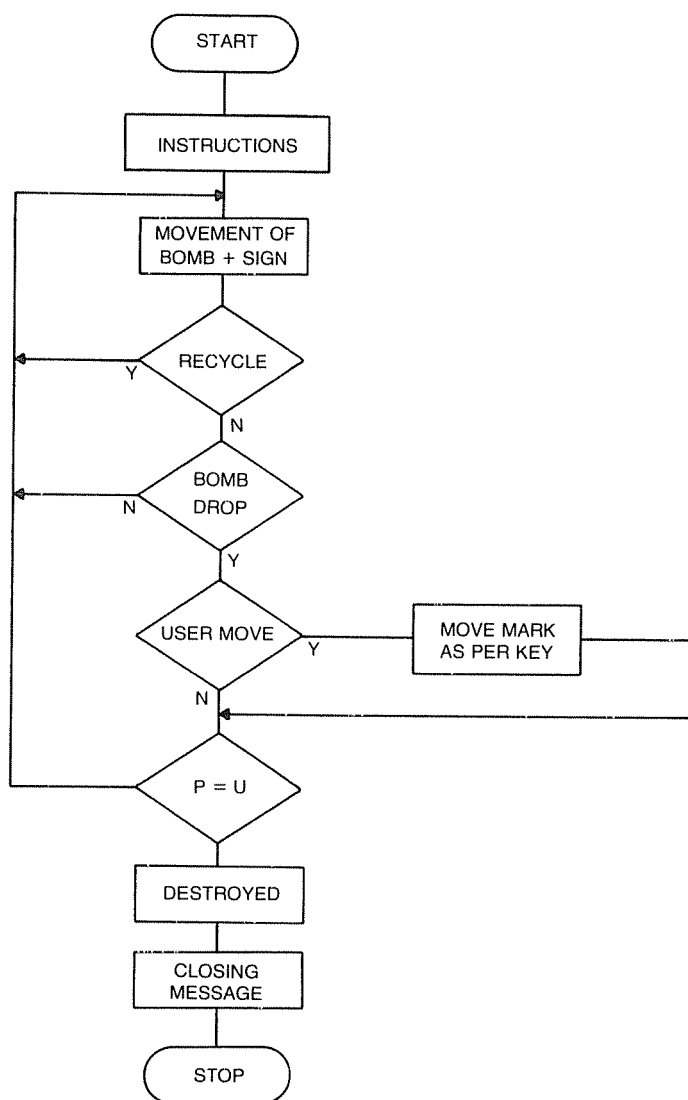 START
INSTRUCTIONS
MOVEMENT OF
BOMB + SIGN
RECYCLE
Y
N
BOMB
DROP
N
Y
USER MOVE
Y
MOVE MARK
AS PER KEY
N
P = U
DESTROYED
CLOSING
MESSAGE
STOP